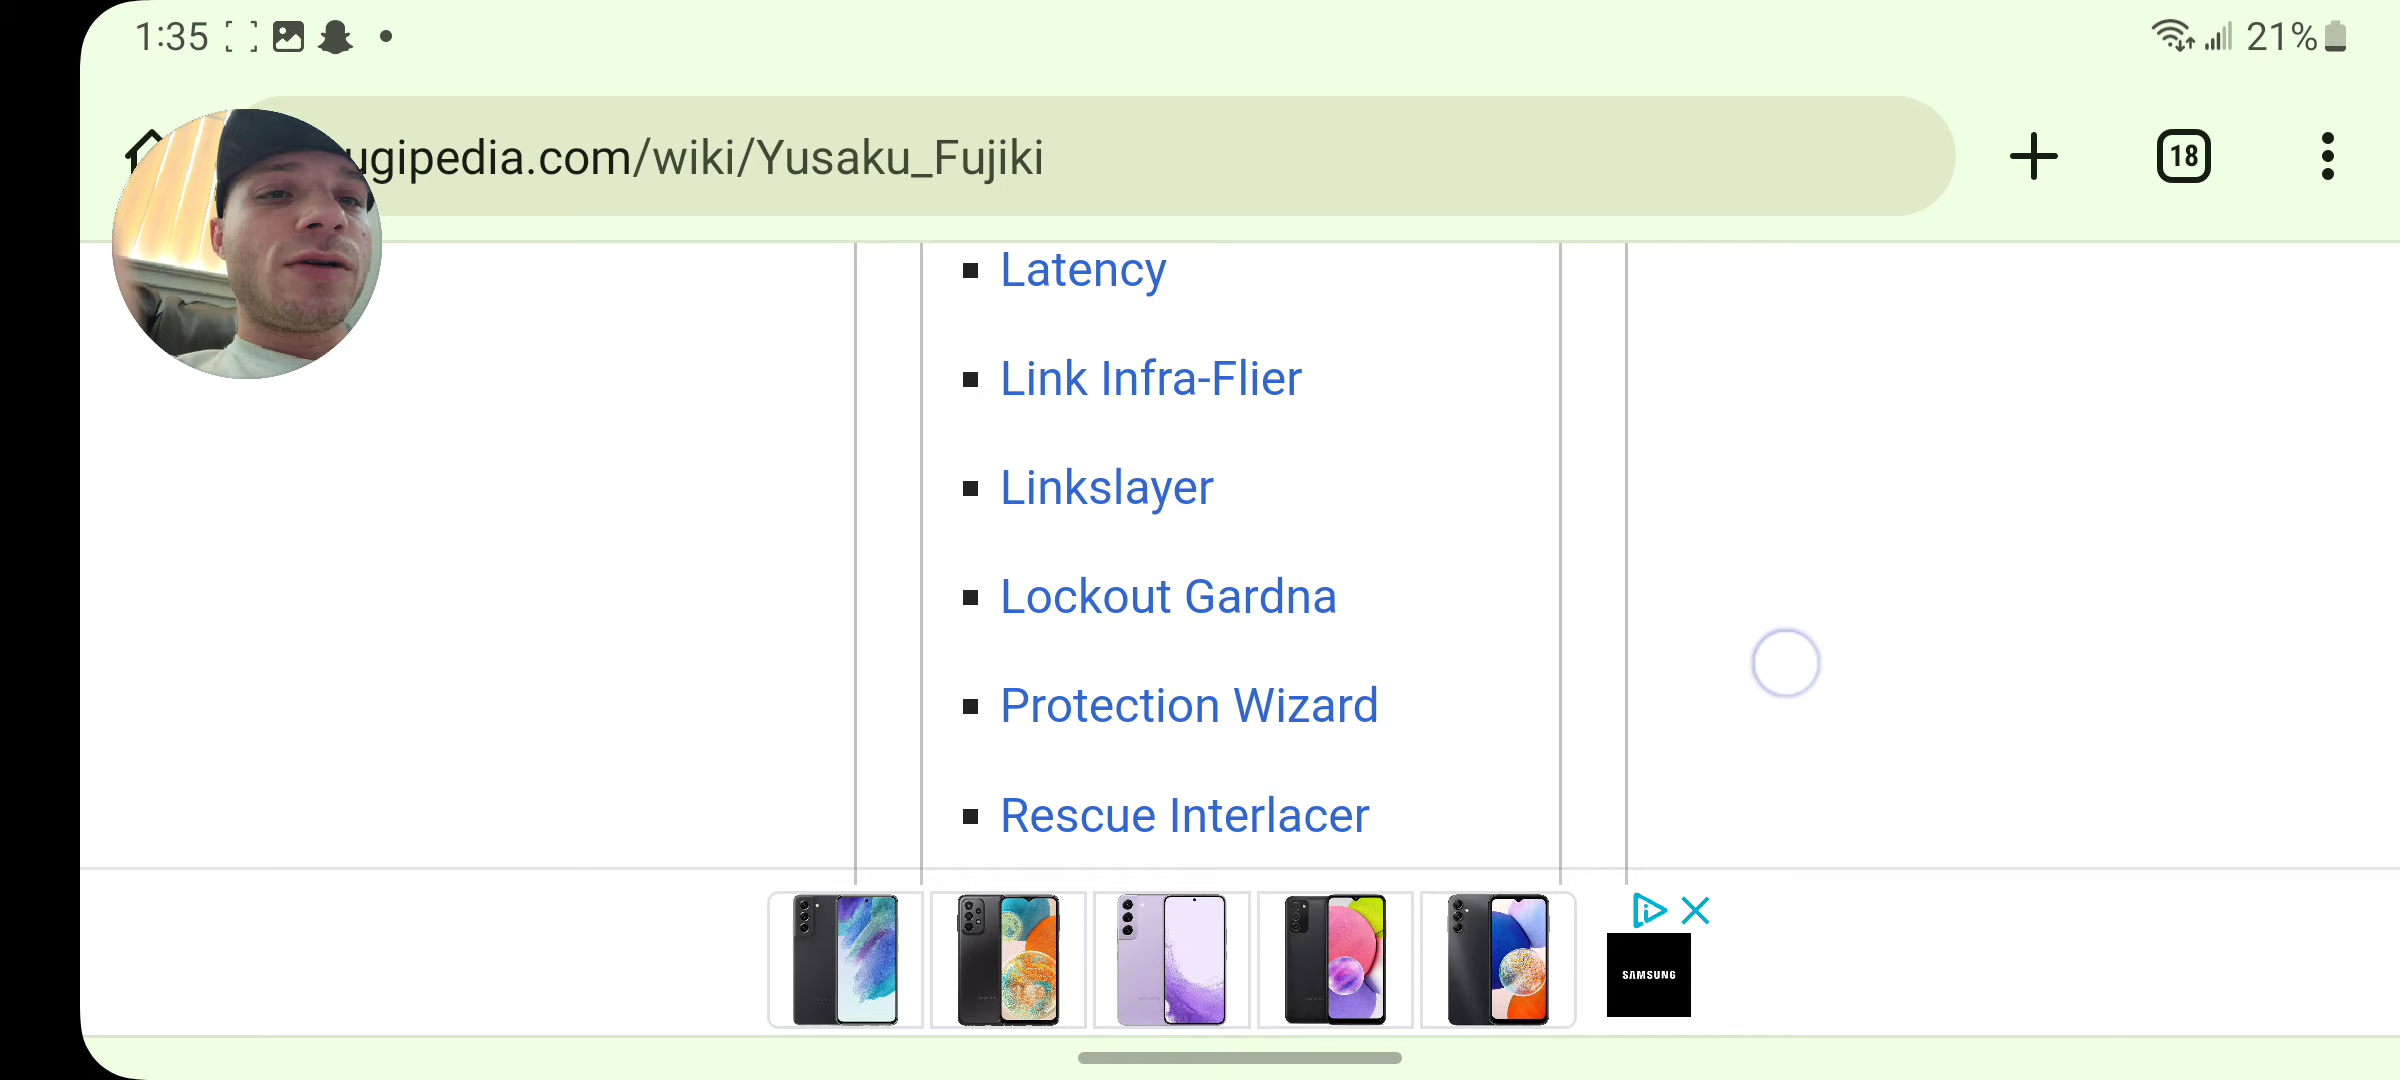 1:35
21%
ugipedia.com/wiki/Yusaku_Fujiki
18
Latency
Link Infra-Flier
Linkslayer
Lockout Gardna
Protection Wizard
Rescue Interlacer
SAMSUNG